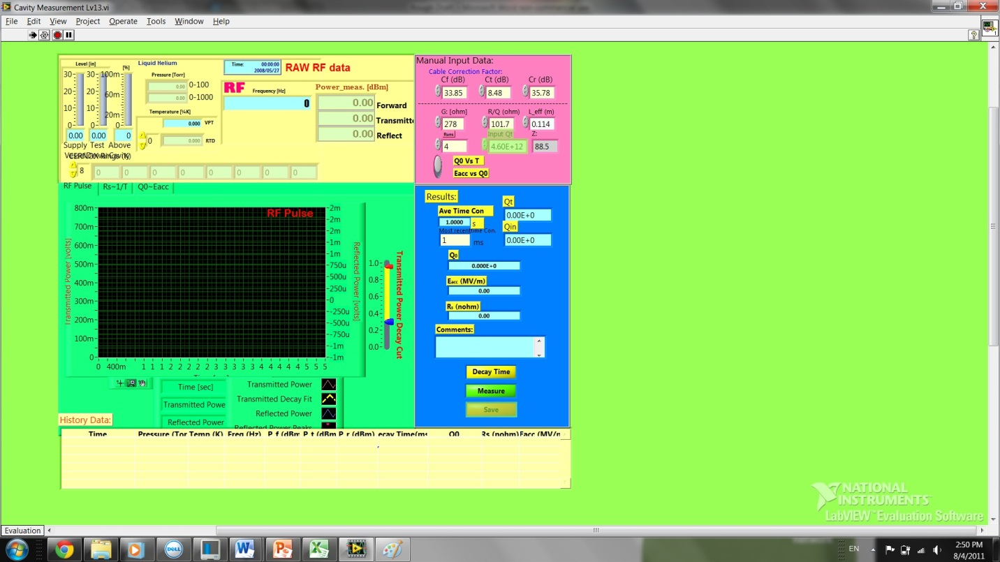 Cavity Measurement Lv13.vi
File Edit View Project Operate Tools Window Help
Level [in] [%] Liquid Helium
30 30 100m
20 20 60m
10 10 20m
0 0 0
0.00 0.00 0
Supply Test Above
Pressure [Torr]
0.00 0-100
0.00 0-1000
Temperature [¼K]
0.000 VPT
0 0.000 RTD
8 0 0 0 0 0 0 0 0
Time: 00:00:00
2008/05/27
RAW RF data
RF Frequency [Hz]
0
Power_meas. [dBm]
0.00 Forward
0.00 Transmitt
0.00 Reflect
Manual Input Data:
Cable Correction Factor:
Cf (dB) Ct (dB) Cr (dB)
33.85 8.48 35.78
G: [ohm] R/Q (ohm) L_eff (m)
278 101.7 0.114
Runs Input Qt Z:
4 4.60E+12 88.5
Q0 Vs T
Eacc vs Q0
RF Pulse Rs~1/T Q0~Eacc
RF Pulse
Transmitted Power [volts]
800m
700m
600m
500m
400m
300m
200m
100m
0
0 400m 1 1 2 2 2 2 2 3 3 3 3 4 4 4 4 5 5 5
2m
2m
2m
1m
1m
750u
500u
250u
0
-250u
-500u
-750u
-1m
-1m
Reflected Power [volts]
1.0
0.8
0.6
0.4
0.2
0.0
Transmitted Power Decay Cut
Time [sec]
Transmitted Powe
Reflected Power
Transmitted Power
Transmitted Decay Fit
Reflected Power
Reflected Power Peaks
Results:
Ave Time Con
1.0000 s
Most recent time Con.
1 ms
Qt
0.00E+0
Qin
0.00E+0
Q0
0.000E+0
Eacc (MV/m)
0.00
Rs (nohm)
0.00
Comments:
Decay Time
Measure
Save
History Data:
Time Pressure (Tor Temp (K) Freq (Hz) P_f (dBm P_t (dBm P_r (dBm) ecay Time(ms Q0 Rs (nohm) Eacc (MV/n
NATIONAL
INSTRUMENTS
LabVIEW™ Evaluation Software
Evaluation
DELL
EN
2:50 PM
8/4/2011